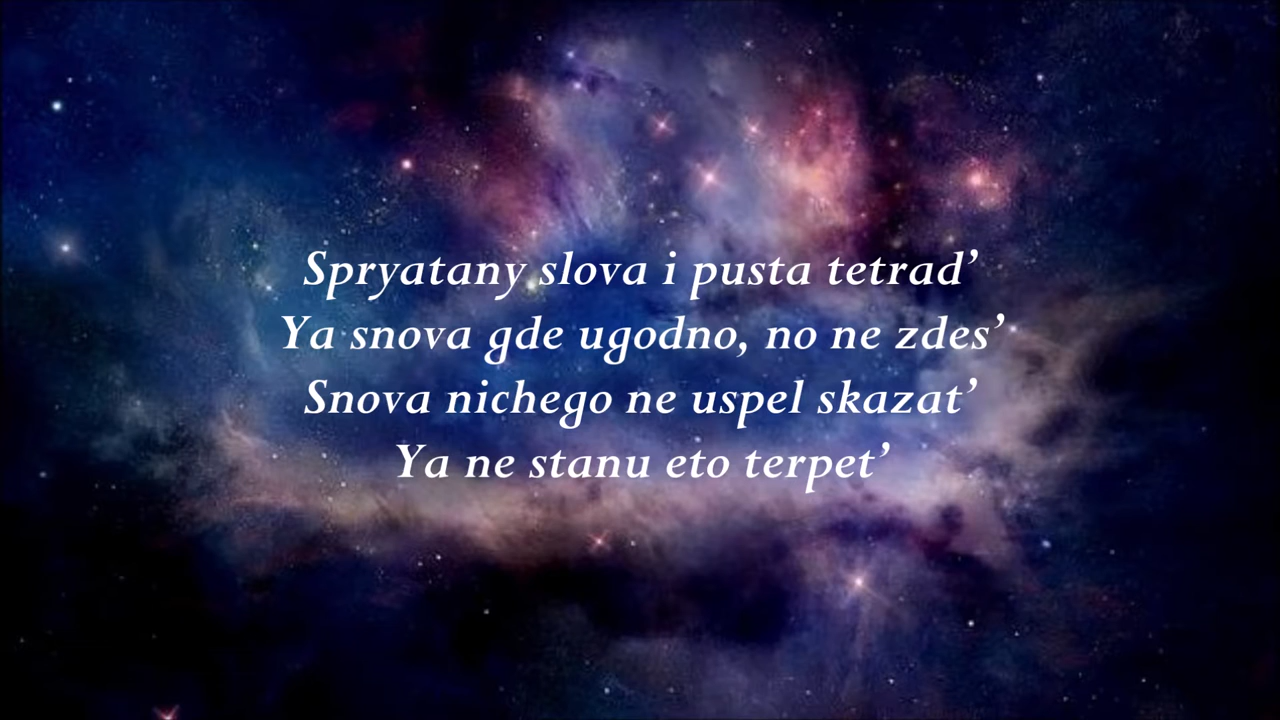 Spryatany slova i pusta tetrad’
Ya snova gde ugodno, no ne zdes’
Snova nichego ne uspel skazat’
Ya ne stanu eto terpet’